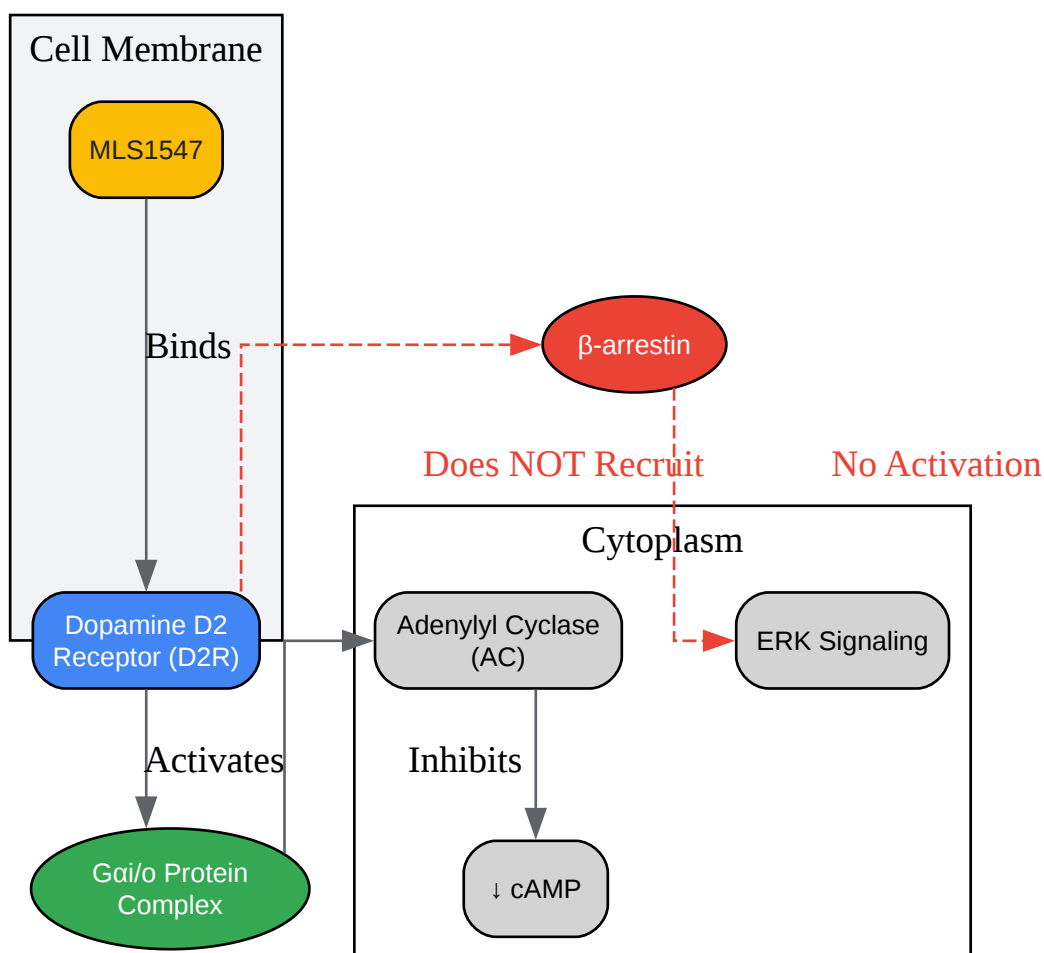 Cell Membrane
MLS1547
Binds
β-arrestin
Does NOT Recruit
No Activation
Cytoplasm
Dopamine D2
Receptor (D2R)
Adenylyl Cyclase
(AC)
ERK Signaling
Activates
Inhibits
Gαi/o Protein
Complex
↓ cAMP